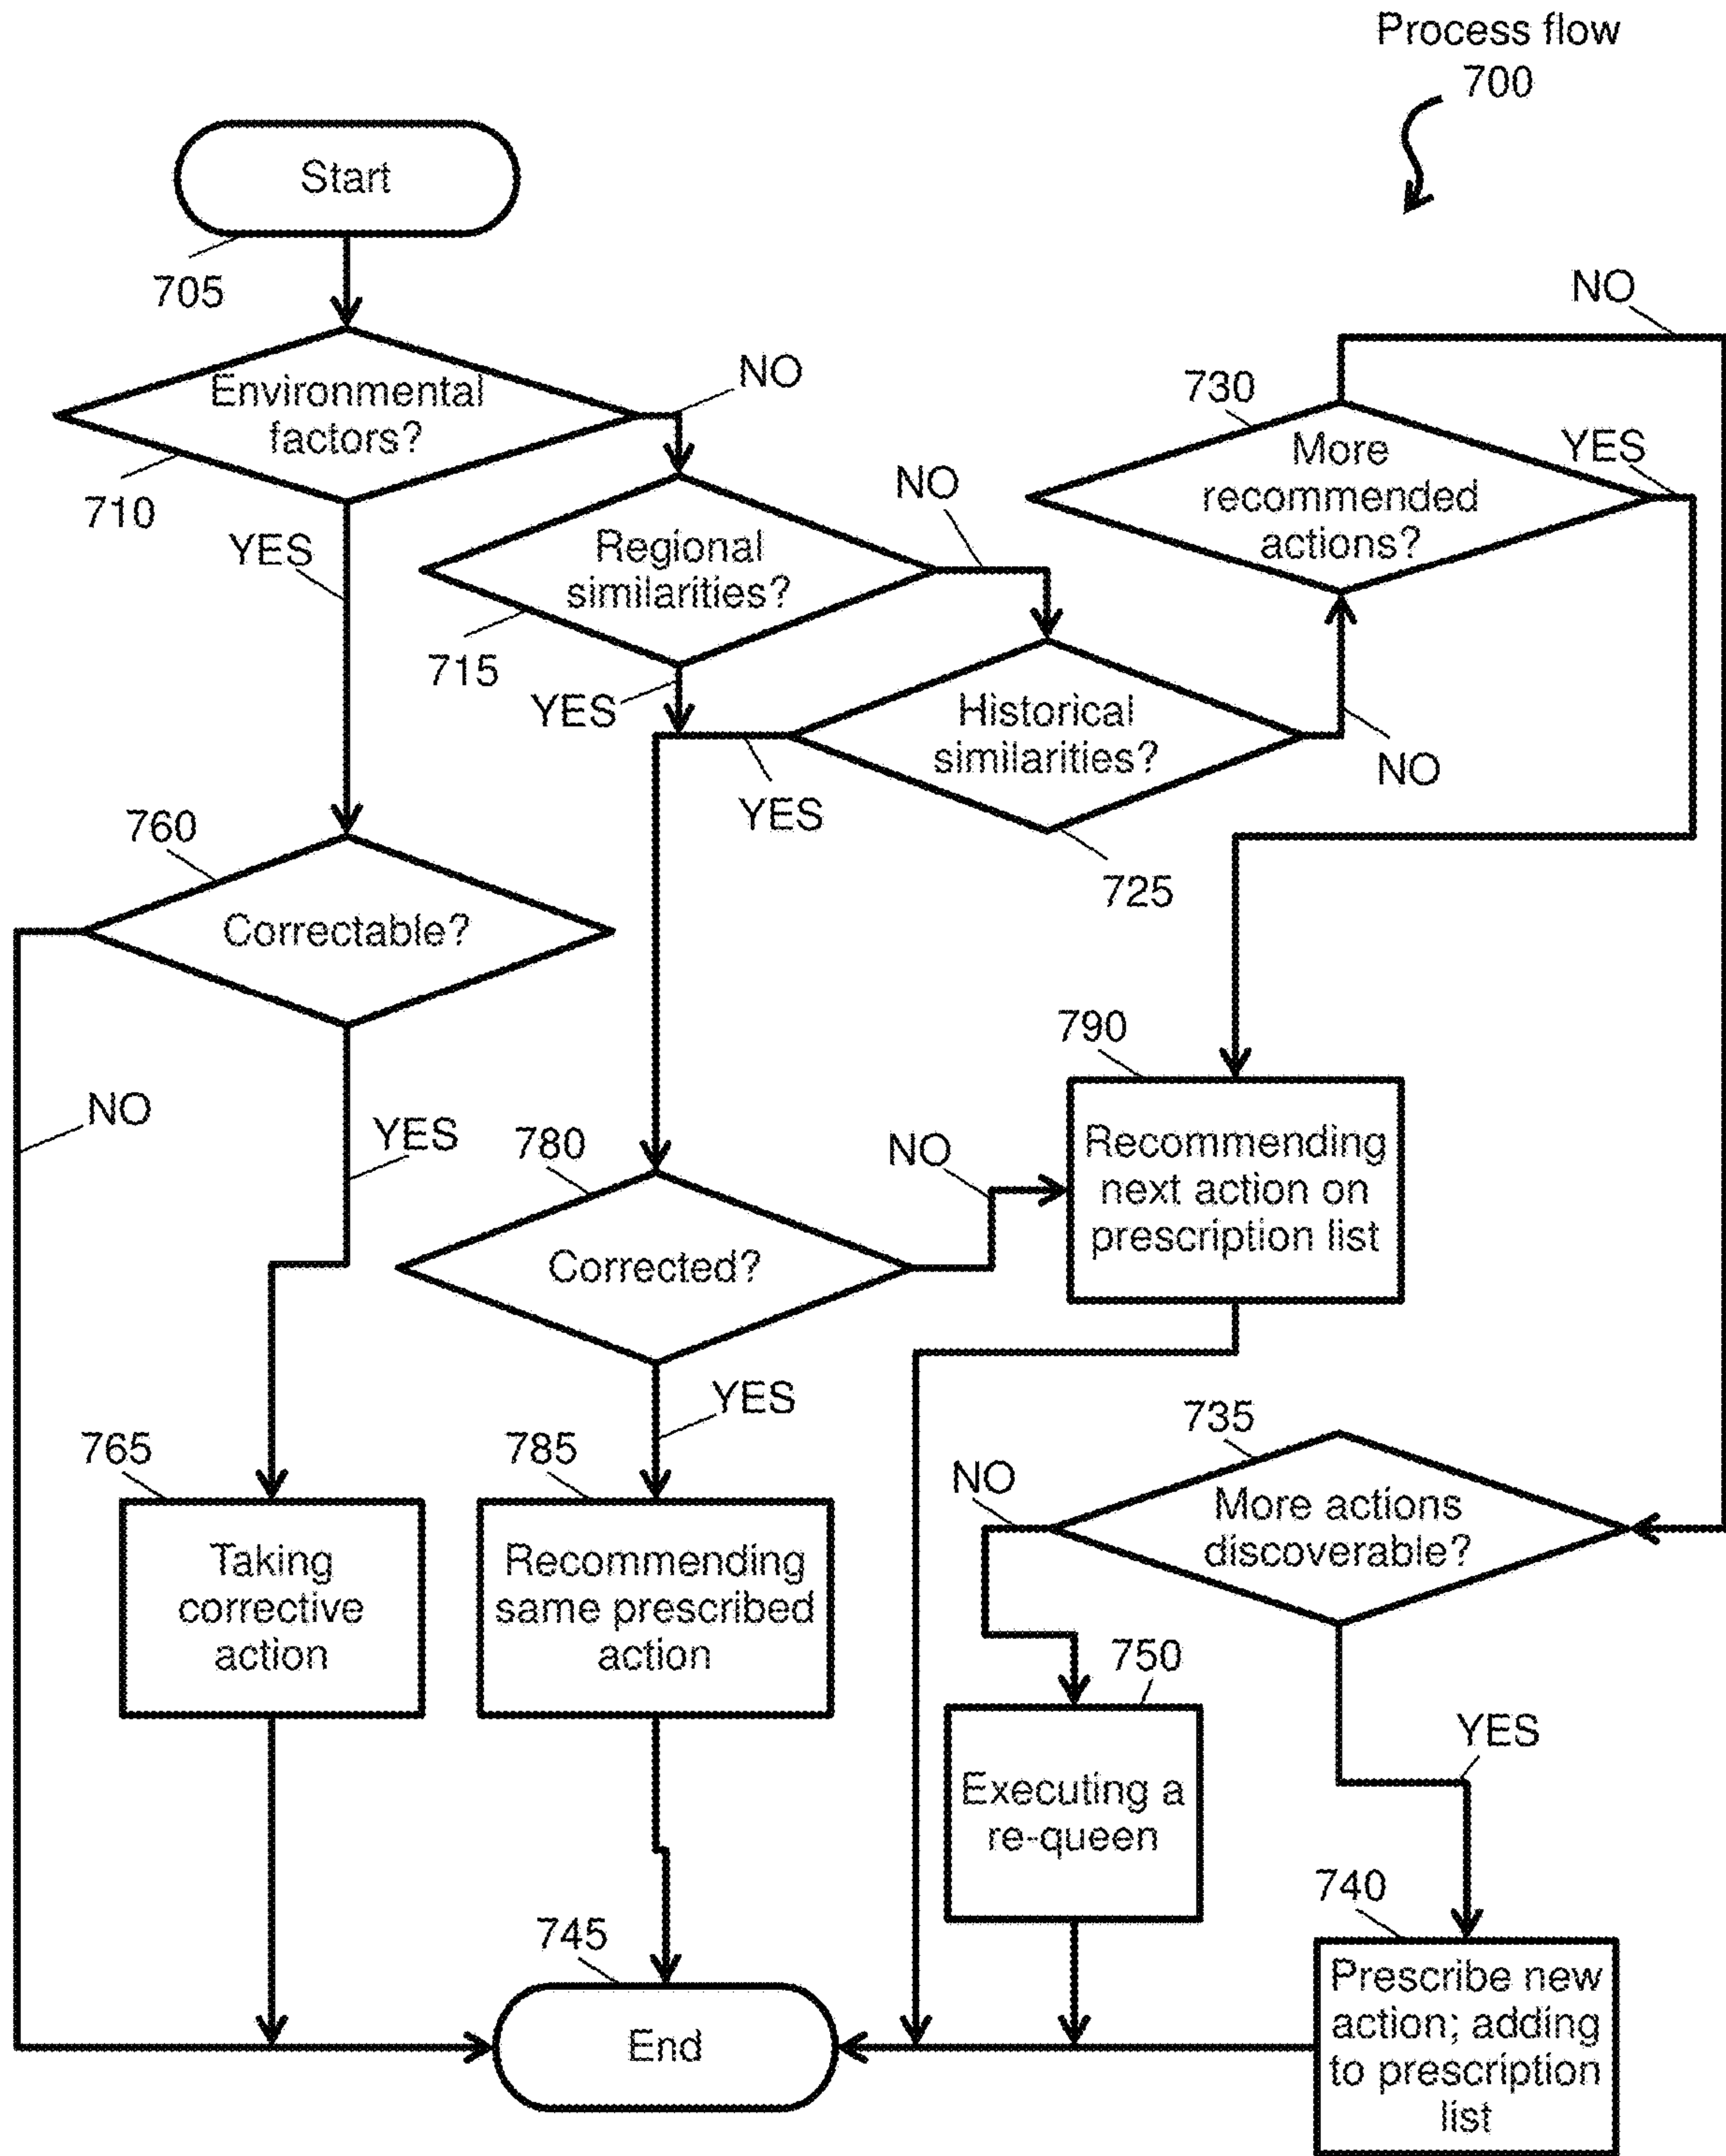 Process flow
700
Start
705
NO
Environmental
factors?
NO
730
710
More
recommended
actions?
YES
NO
YES
Regional
similarities?
715
YES
Historical
similarities?
NO
YES
760
725
Correctable?
790
NO
YES
780
NO
Recommending
next action on
prescription list
Corrected?
YES
735
765
785
NO
More actions
discoverable?
Taking
corrective
action
Recommending
same prescribed
action
750
YES
Executing a
re-queen
740
745
Prescribe new
action; adding
to prescription
list
End